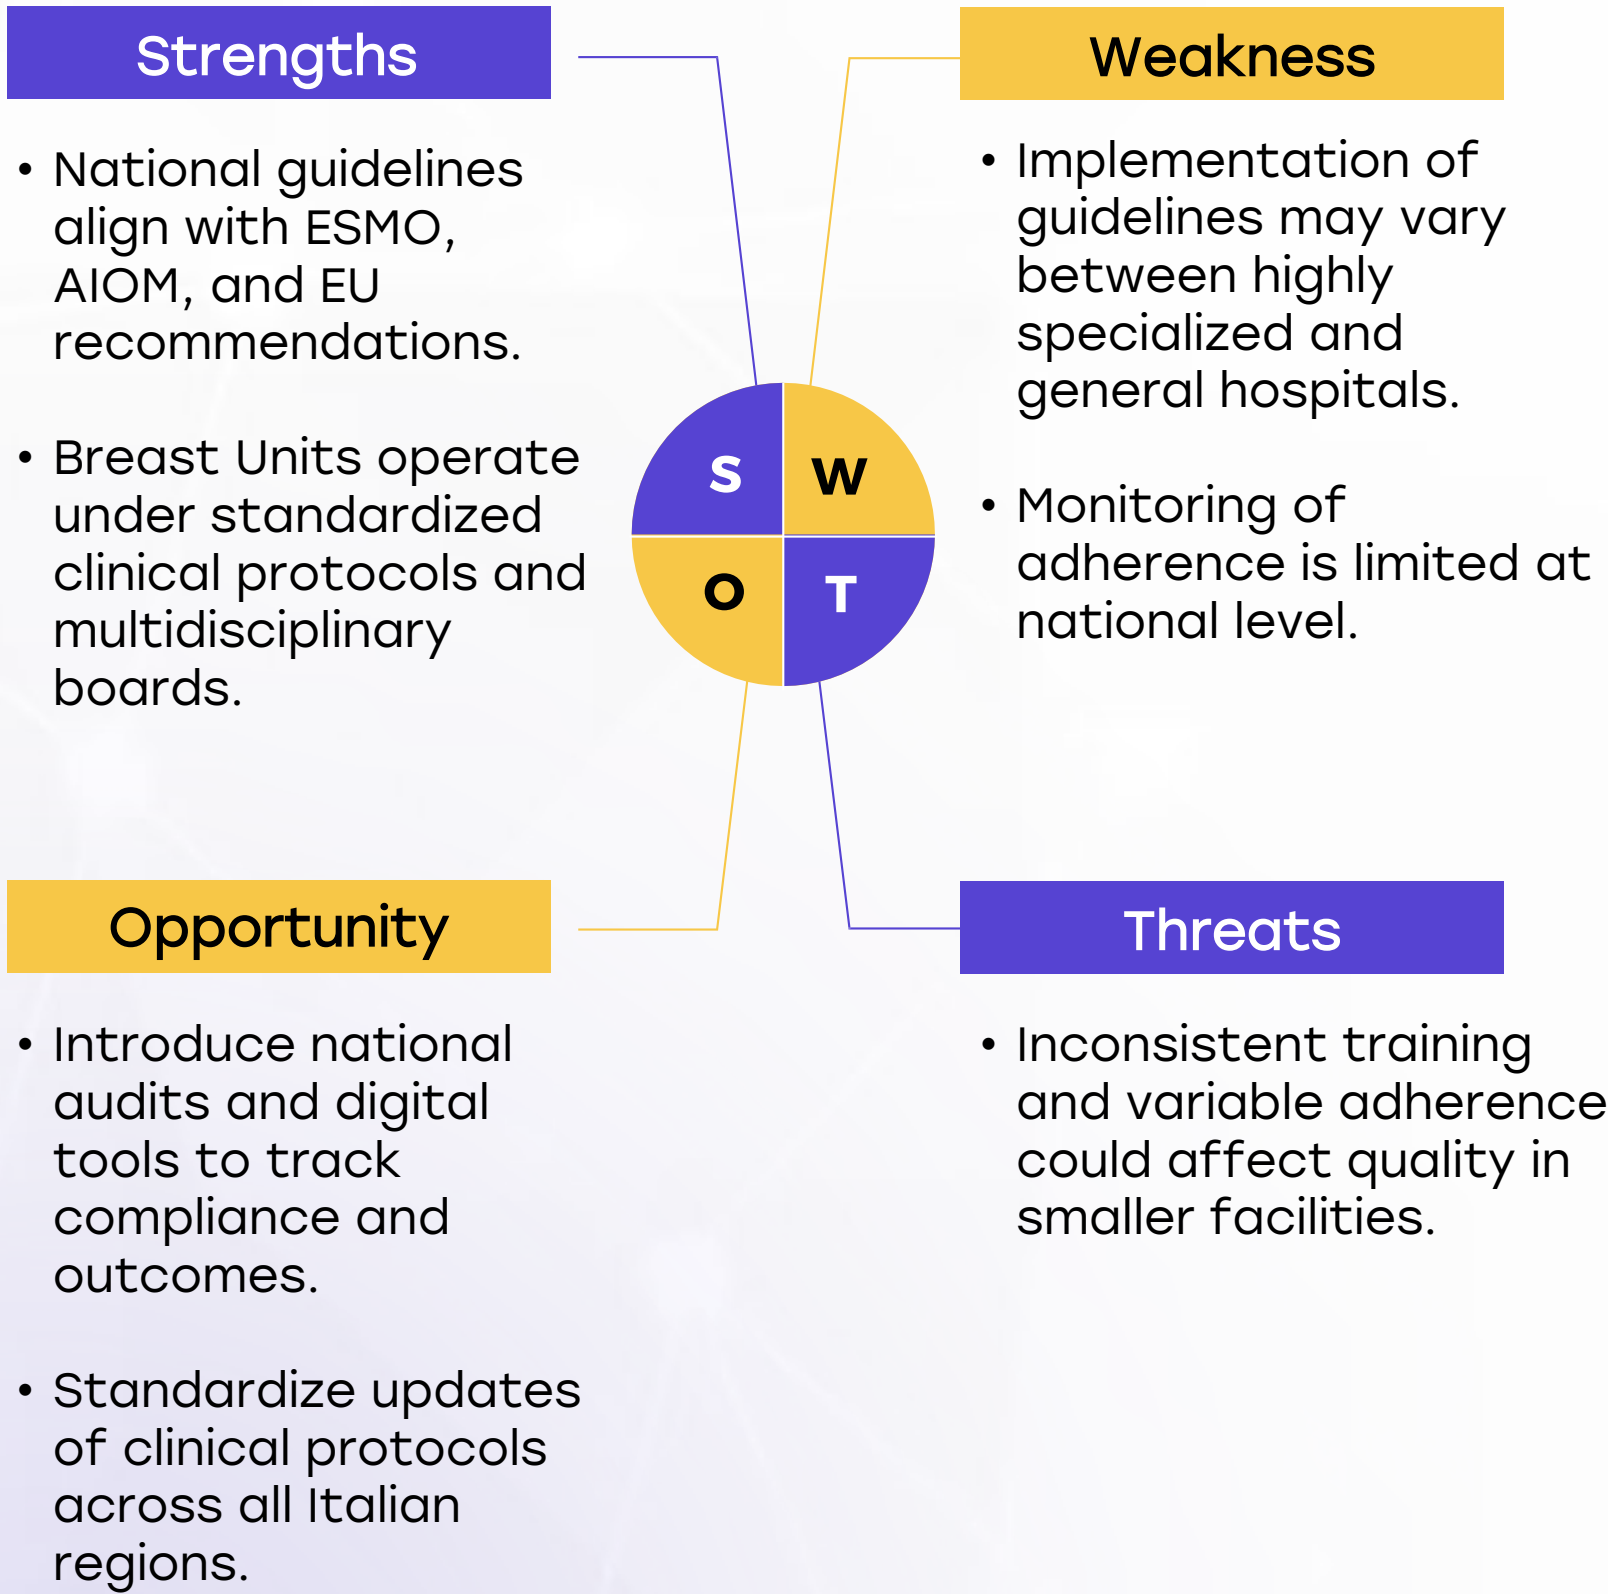 Strengths
• National guidelines
align with ESMO,
AIOM, and EU
recommendations.
• Breast Units operate
under standardized
clinical protocols and
multidisciplinary
boards.
Weakness
• Implementation of
guidelines may vary
between highly
specialized and
general hospitals.
• Monitoring of
adherence is limited at
national level.
S
W
O
T
Opportunity
• Introduce national
audits and digital
tools to track
compliance and
outcomes.
• Standardize updates
of clinical protocols
across all Italian
regions.
Threats
• Inconsistent training
and variable adherence
could affect quality in
smaller facilities.